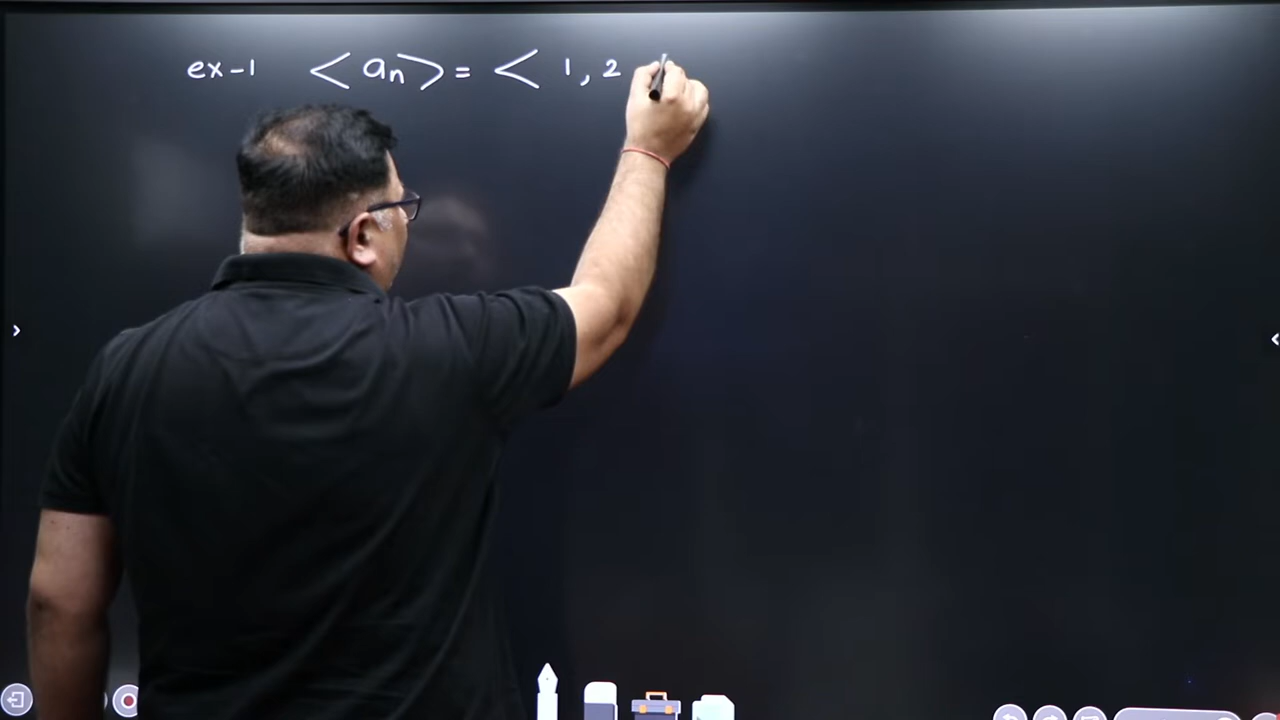 ex-1 <an> = < 1, 2